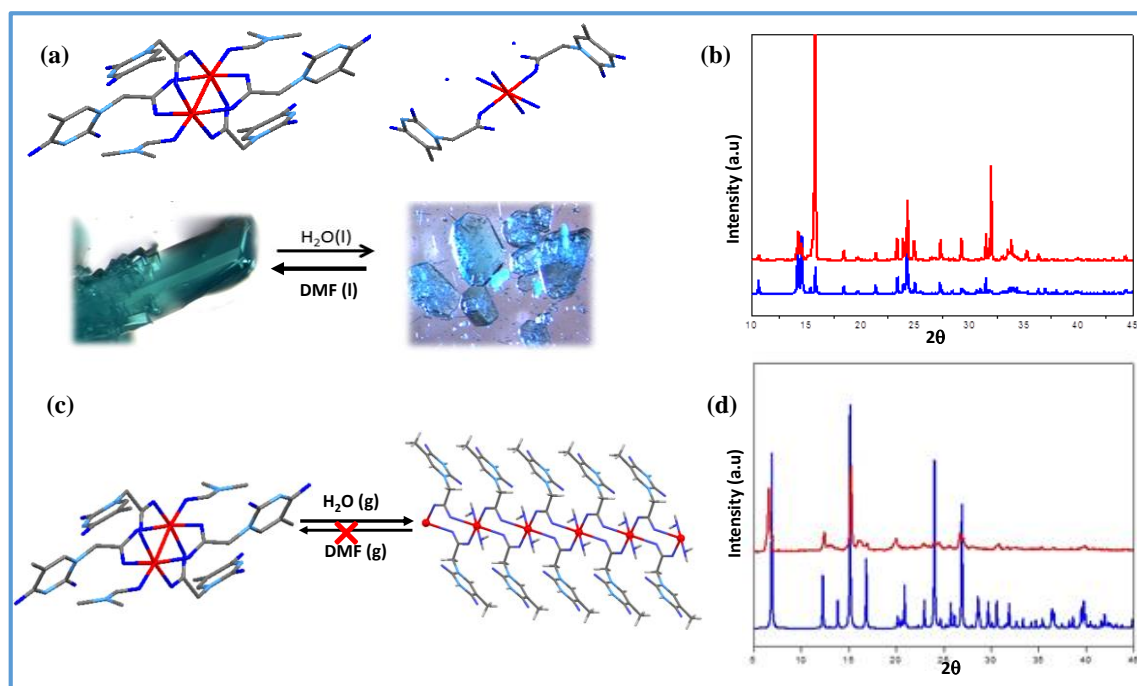 (a)
H₂O(l)
DMF (l)
(b)
Intensity (a.u)
10 15 20 25 30 35 40 45
2θ
(c)
H₂O (g)
DMF (g)
(d)
Intensity (a.u)
5 10 15 20 25 30 35 40 45
2θ